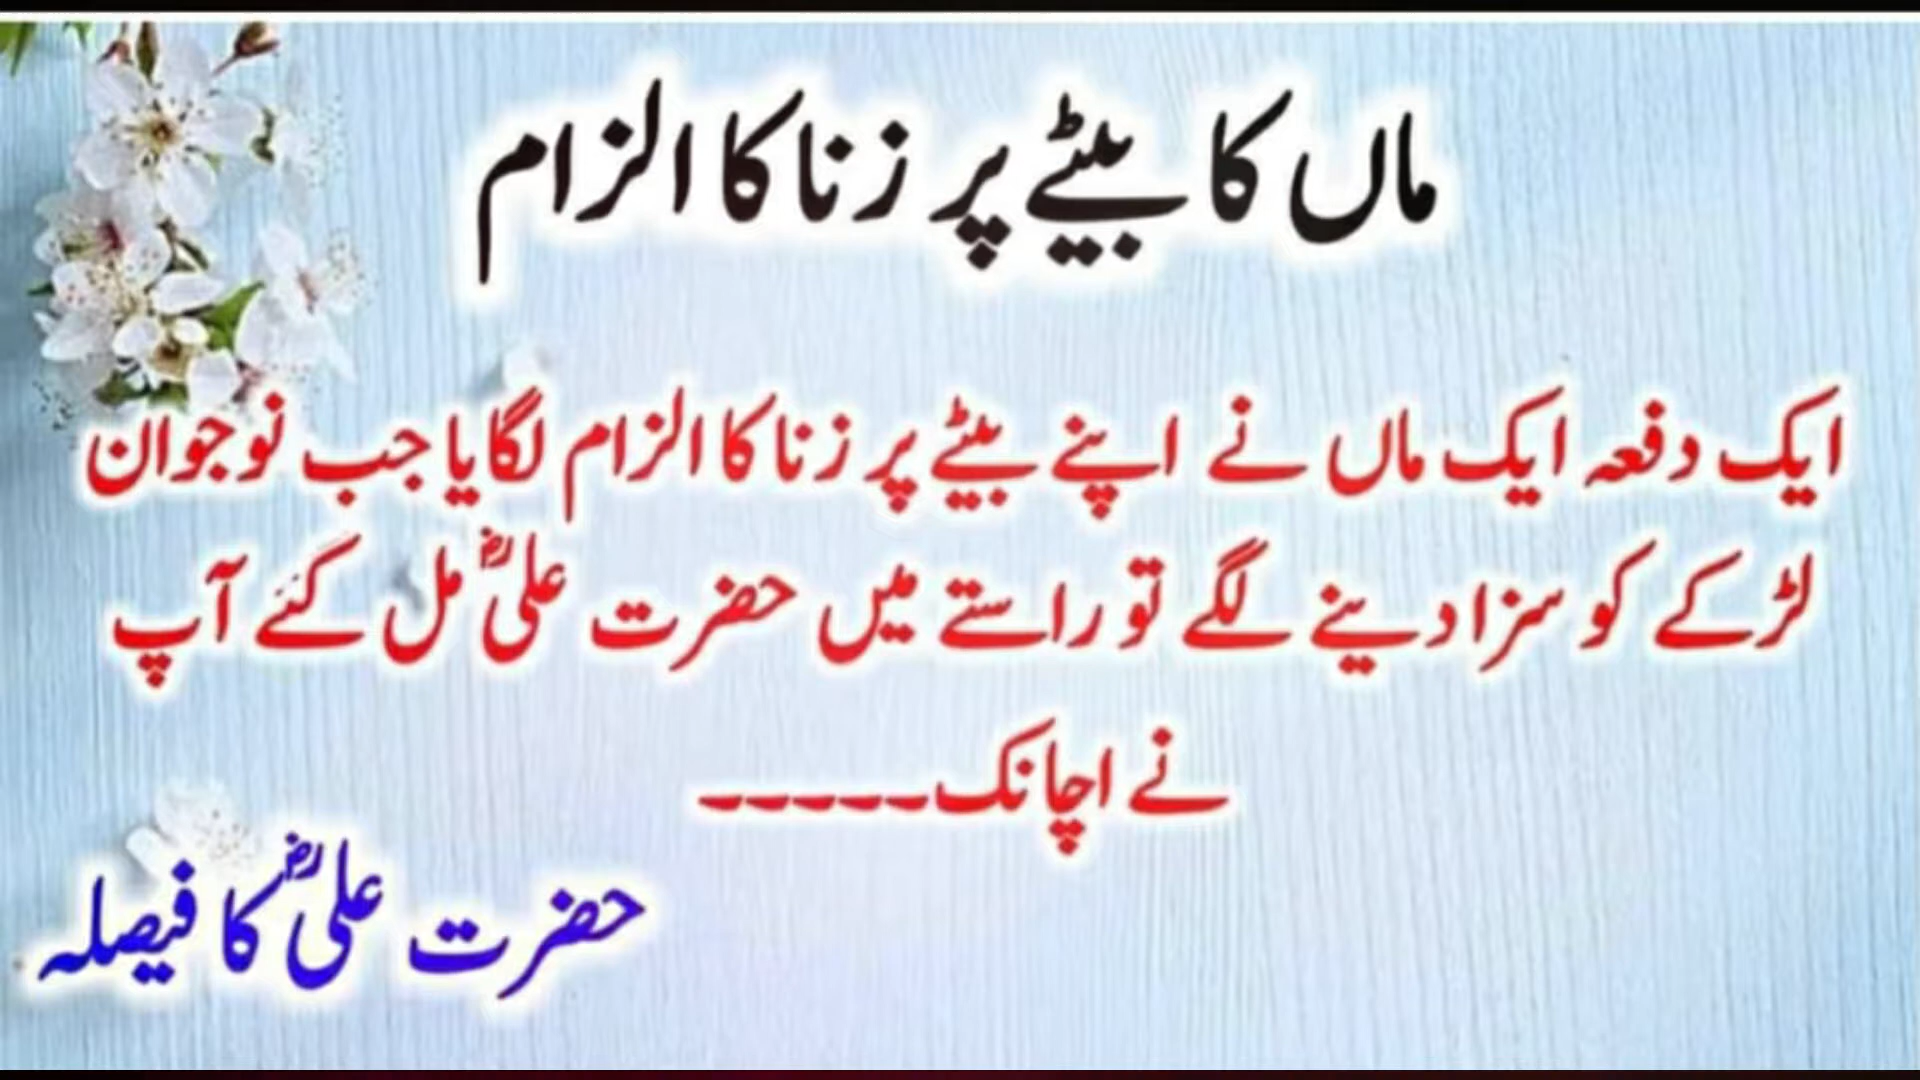 ماں کا بیٹے پر زنا کا الزام
ایک دفعہ ایک ماں نے اپنے بیٹے پر زنا کا الزام لگایا جب نوجوان
لڑکے کو سزا دینے لگے تو راستے میں حضرت علیؓ مل گئے آپ
نے اچانک۔۔۔۔۔
حضرت علیؓ کا فیصلہ